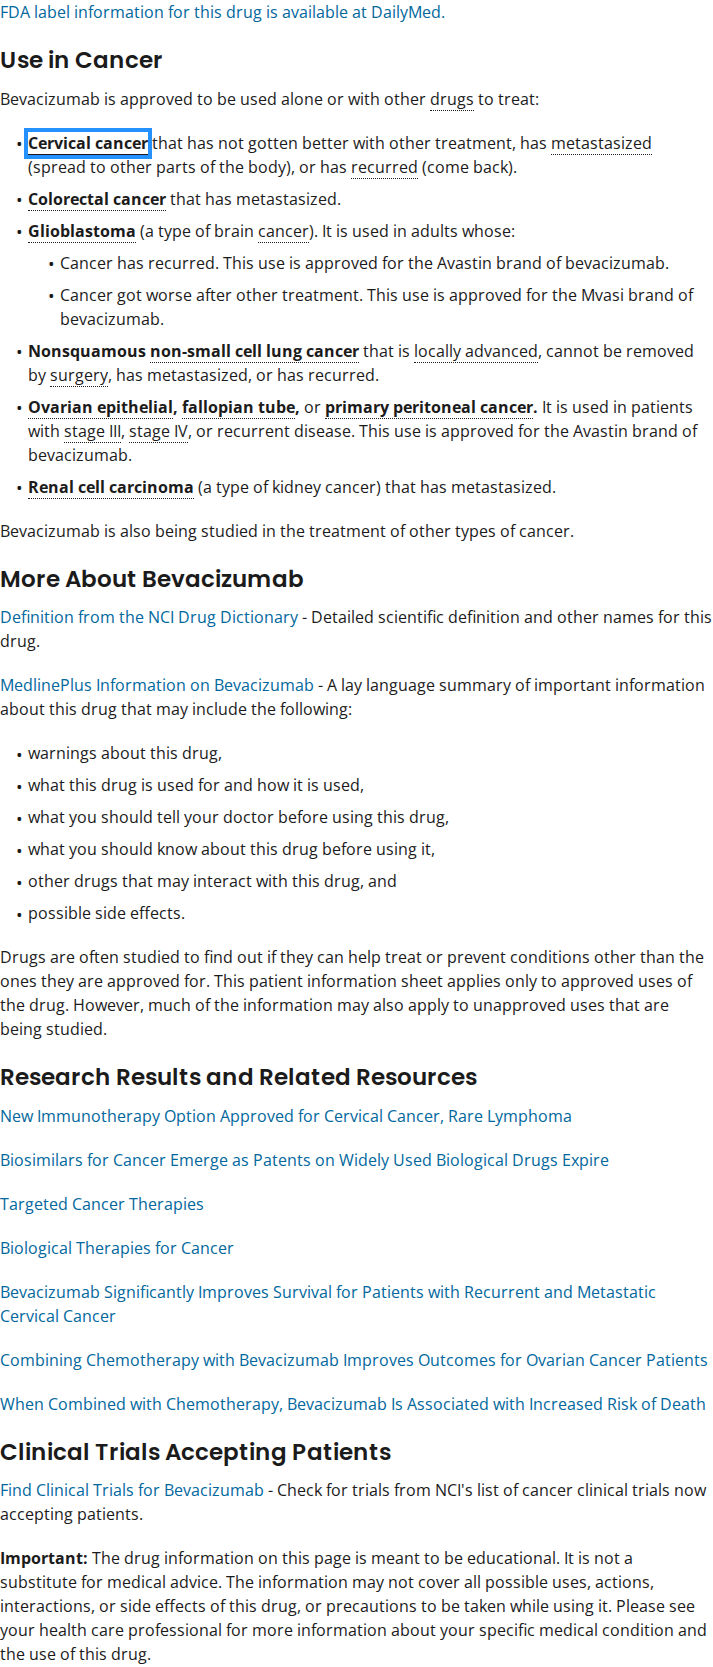 FDA label information for this drug is available at DailyMed.
Use in Cancer
Bevacizumab is approved to be used alone or with other drugs to treat:
• Cervical cancer that has not gotten better with other treatment, has metastasized
(spread to other parts of the body), or has recurred (come back).
• Colorectal cancer that has metastasized.
• Glioblastoma (a type of brain cancer). It is used in adults whose:
• Cancer has recurred. This use is approved for the Avastin brand of bevacizumab.
• Cancer got worse after other treatment. This use is approved for the Mvasi brand of
bevacizumab.
• Nonsquamous non-small cell lung cancer that is locally advanced, cannot be removed
by surgery, has metastasized, or has recurred.
• Ovarian epithelial, fallopian tube, or primary peritoneal cancer. It is used in patients
with stage III, stage IV, or recurrent disease. This use is approved for the Avastin brand of
bevacizumab.
• Renal cell carcinoma (a type of kidney cancer) that has metastasized.
Bevacizumab is also being studied in the treatment of other types of cancer.
More About Bevacizumab
Definition from the NCI Drug Dictionary - Detailed scientific definition and other names for this
drug.
MedlinePlus Information on Bevacizumab - A lay language summary of important information
about this drug that may include the following:
• warnings about this drug,
• what this drug is used for and how it is used,
• what you should tell your doctor before using this drug,
• what you should know about this drug before using it,
• other drugs that may interact with this drug, and
• possible side effects.
Drugs are often studied to find out if they can help treat or prevent conditions other than the
ones they are approved for. This patient information sheet applies only to approved uses of
the drug. However, much of the information may also apply to unapproved uses that are
being studied.
Research Results and Related Resources
New Immunotherapy Option Approved for Cervical Cancer, Rare Lymphoma
Biosimilars for Cancer Emerge as Patents on Widely Used Biological Drugs Expire
Targeted Cancer Therapies
Biological Therapies for Cancer
Bevacizumab Significantly Improves Survival for Patients with Recurrent and Metastatic
Cervical Cancer
Combining Chemotherapy with Bevacizumab Improves Outcomes for Ovarian Cancer Patients
When Combined with Chemotherapy, Bevacizumab Is Associated with Increased Risk of Death
Clinical Trials Accepting Patients
Find Clinical Trials for Bevacizumab - Check for trials from NCI's list of cancer clinical trials now
accepting patients.
Important: The drug information on this page is meant to be educational. It is not a
substitute for medical advice. The information may not cover all possible uses, actions,
interactions, or side effects of this drug, or precautions to be taken while using it. Please see
your health care professional for more information about your specific medical condition and
the use of this drug.